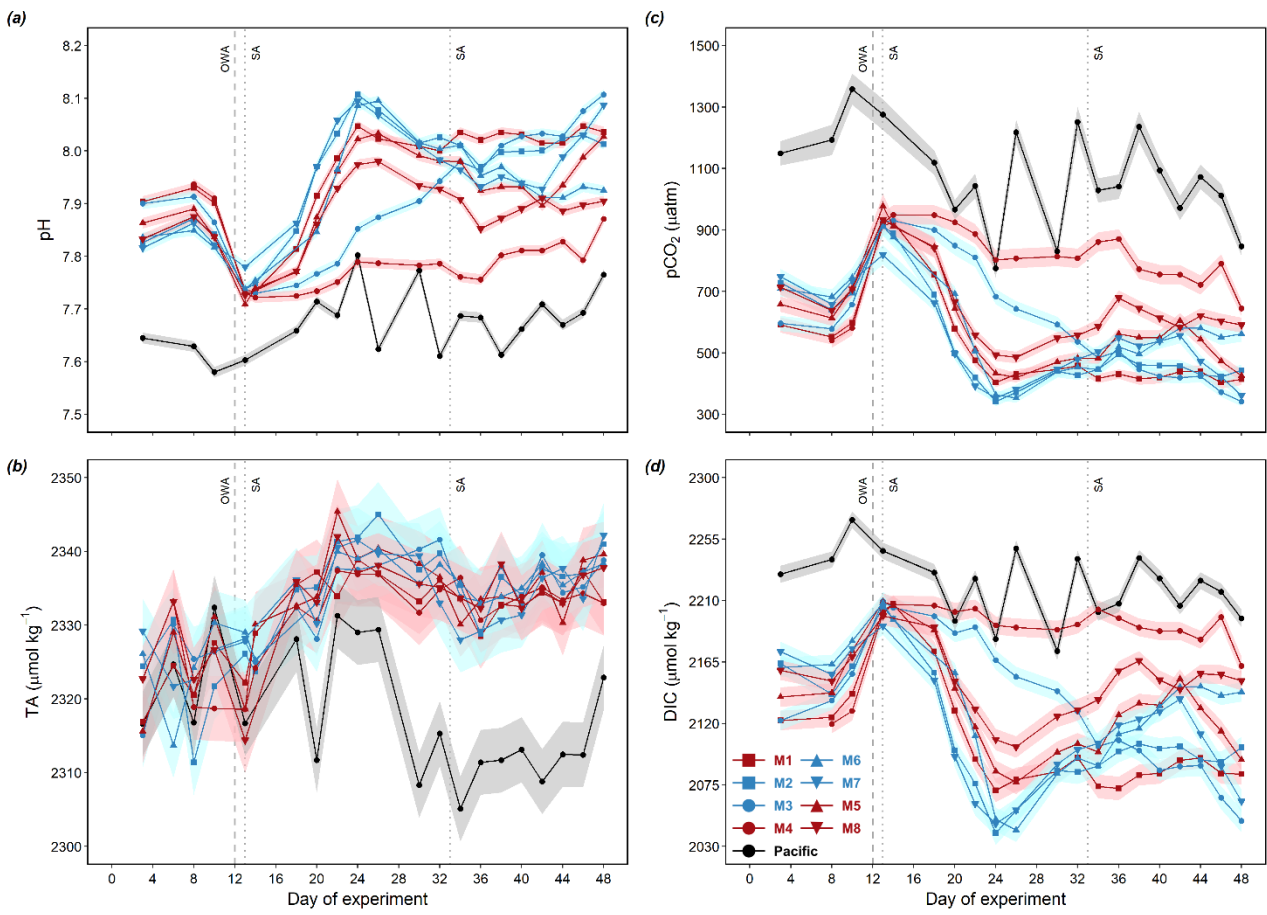 (a)
8.2
8.1
8.0
7.9
7.8
7.7
7.6
7.5
pH
OWA
SA
SA
(b)
2350
2340
2330
2320
2310
2300
TA (μmol kg⁻¹)
OWA
SA
SA
0 4 8 12 16 20 24 28 32 36 40 44 48
Day of experiment
(c)
1500
1300
1100
900
700
500
300
pCO₂ (μatm)
OWA
SA
SA
(d)
2300
2255
2210
2165
2120
2075
2030
DIC (μmol kg⁻¹)
OWA
SA
SA
M1 M6
M2 M7
M3 M5
M4 M8
Pacific
0 4 8 12 16 20 24 28 32 36 40 44 48
Day of experiment